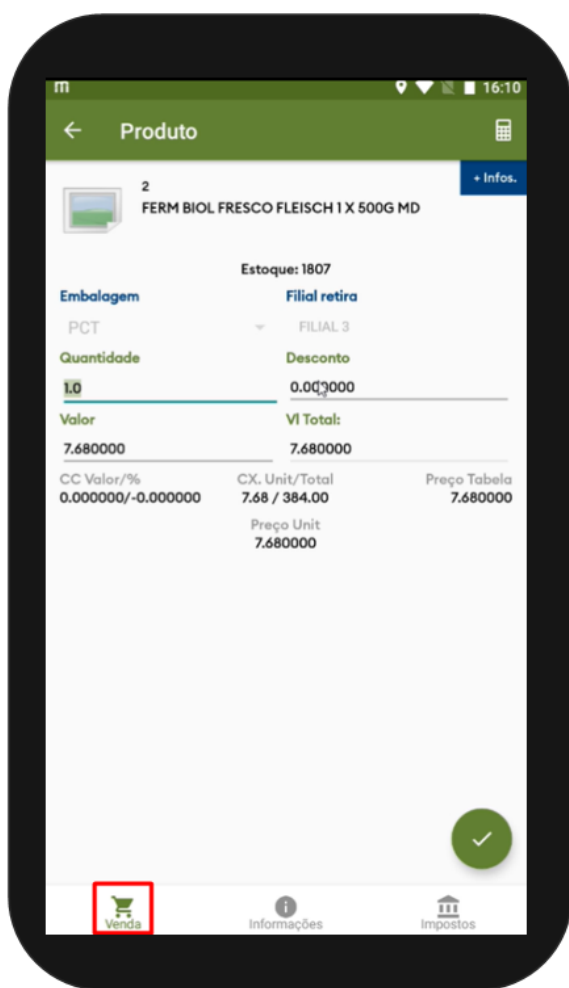 m 16:10
Produto
+ Infos.
2
FERM BIOL FRESCO FLEISCH 1 X 500G MD
Estoque: 1807
Embalagem Filial retira
PCT FILIAL 3
Quantidade Desconto
1.0 0.000000
Valor Vl Total:
7.680000 7.680000
CC Valor/% CX. Unit/Total Preço Tabela
0.000000/-0.000000 7.68 / 384.00 7.680000
Preço Unit
7.680000
Venda Informações Impostos